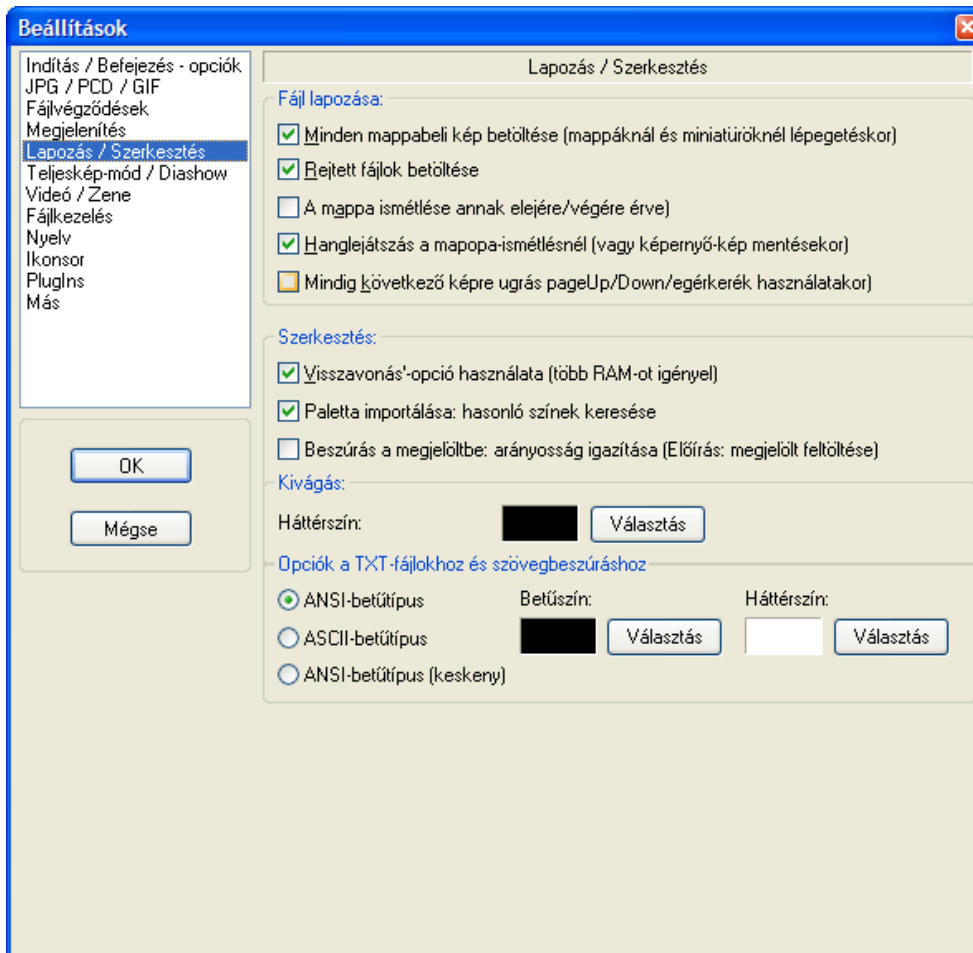 Beállítások
Indítás / Befejezés - opciók
JPG / PCD / GIF
Fájlvégződések
Megjelenítés
Lapozás / Szerkesztés
Teljeskép-mód / Diashow
Videó / Zene
Fájlkezelés
Nyelv
Ikonsor
PlugIns
Más
OK
Mégse
Lapozás / Szerkesztés
Fájl lapozása:
Minden mappabeli kép betöltése (mappáknál és miniatüröknél lépegetéskor)
Rejtett fájlok betöltése
A mappa ismétlése annak elejére/végére érve)
Hanglejátszás a mapopa-ismétlésnél (vagy képernyő-kép mentésekor)
Mindig következő képre ugrás pageUp/Down/egérkerék használatakor)
Szerkesztés:
Visszavonás'-opció használata (több RAM-ot igényel)
Paletta importálása: hasonló színek keresése
Beszúrás a megjelöltbe: arányosság igazítása (Előírás: megjelölt feltöltése)
Kivágás:
Háttérszín: Választás
Opciók a TXT-fájlokhoz és szövegbeszúráshoz
ANSI-betűtípus Betűszín: Háttérszín:
ASCII-betűtípus Választás Választás
ANSI-betűtípus (keskeny)